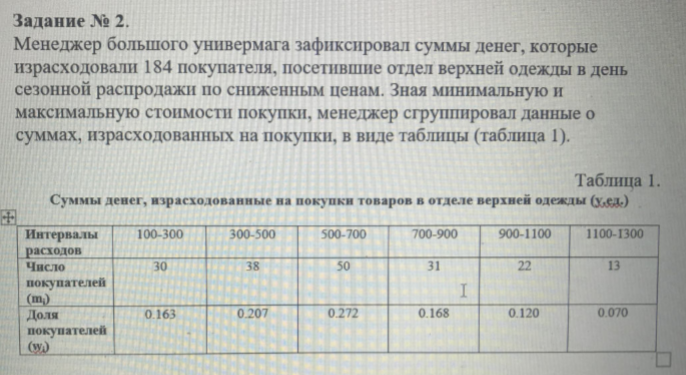 Задание № 2.
Менеджер большого универмага зафиксировал суммы денег, которые
израсходовали 184 покупателя, посетившие отдел верхней одежды в день
сезонной распродажи по сниженным ценам. Зная минимальную и
максимальную стоимости покупки, менеджер сгруппировал данные о
суммах, израсходованных на покупки, в виде таблицы (таблица 1).
Таблица 1.
Суммы денег, израсходованные на покупки товаров в отделе верхней одежды (у.ед.)
Интервалы расходов 100-300 300-500 500-700 700-900 900-1100 1100-1300
Число покупателей (mᵢ) 30 38 50 31 22 13
Доля покупателей (wᵢ) 0.163 0.207 0.272 0.168 0.120 0.070